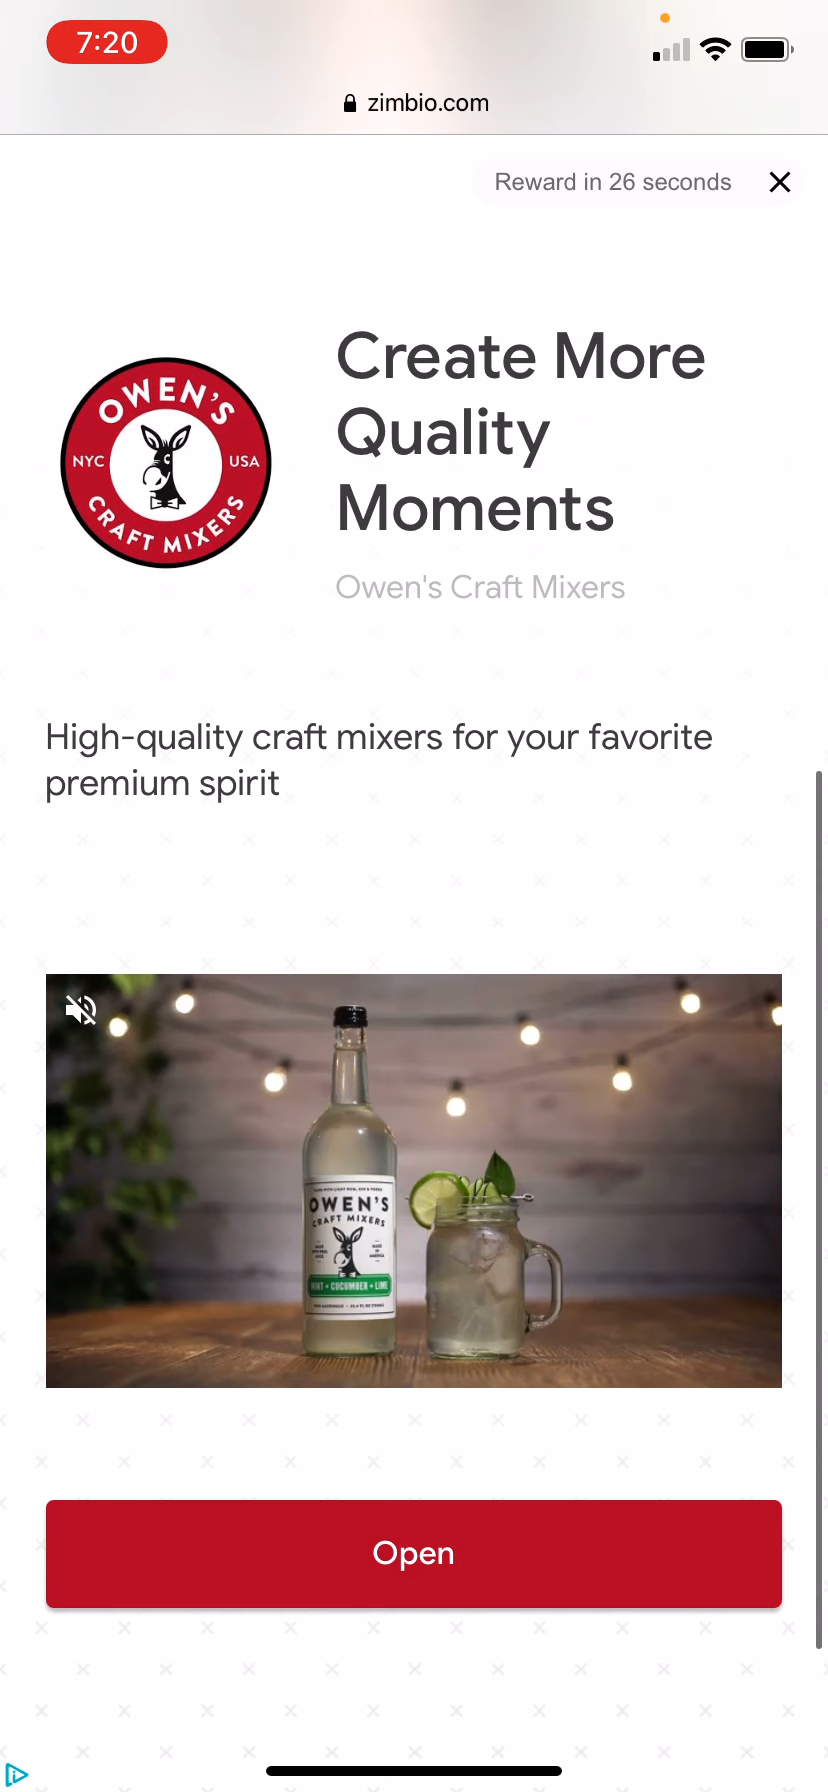 7:20
zimbio.com
Reward in 26 seconds
OWEN'S
NYC
USA
CRAFT MIXERS
Create More
Quality
Moments
Owen's Craft Mixers
High-quality craft mixers for your favorite
premium spirit
OWEN'S
CRAFT MIXERS
MINT • CUCUMBER • LIME
Open